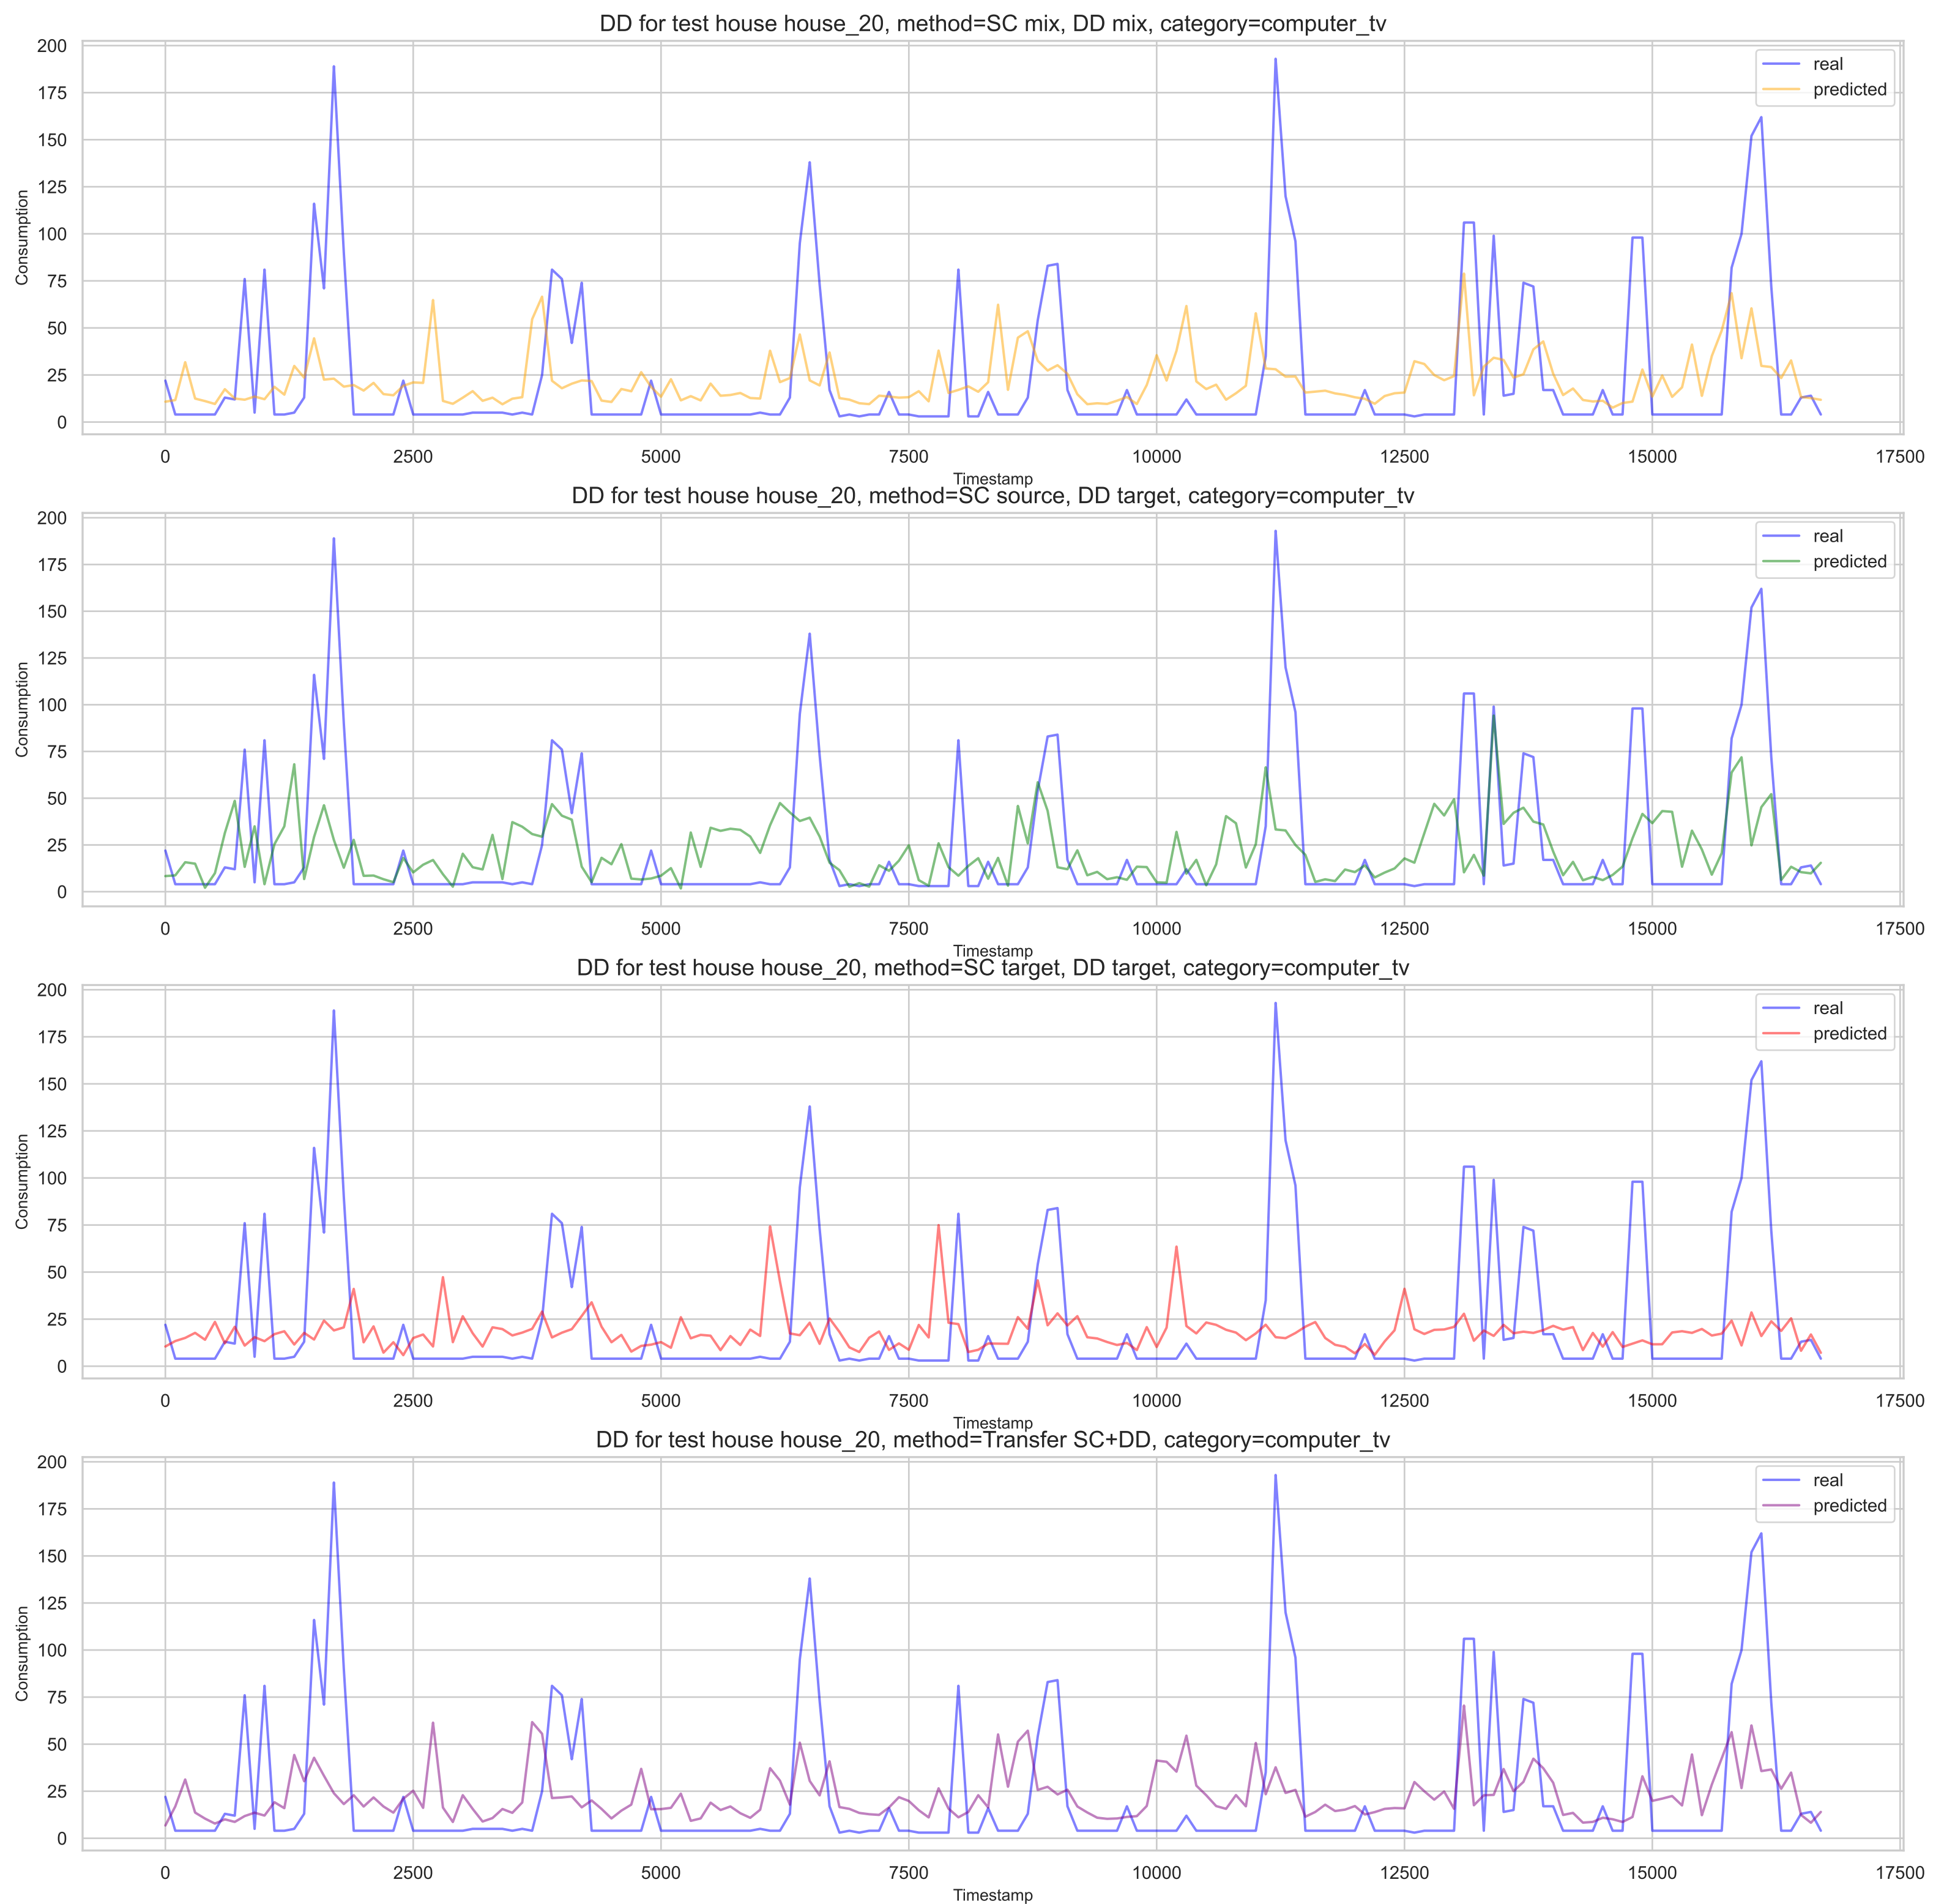 DD for test house house_20, method=SC mix, DD mix, category=computer_tv
200
175
150
125
100
75
50
25
0
Consumption
real
predicted
0 2500 5000 7500 10000 12500 15000 17500
Timestamp
DD for test house house_20, method=SC source, DD target, category=computer_tv
200
175
150
125
100
75
50
25
0
Consumption
real
predicted
0 2500 5000 7500 10000 12500 15000 17500
Timestamp
DD for test house house_20, method=SC target, DD target, category=computer_tv
200
175
150
125
100
75
50
25
0
Consumption
real
predicted
0 2500 5000 7500 10000 12500 15000 17500
Timestamp
DD for test house house_20, method=Transfer SC+DD, category=computer_tv
200
175
150
125
100
75
50
25
0
Consumption
real
predicted
0 2500 5000 7500 10000 12500 15000 17500
Timestamp